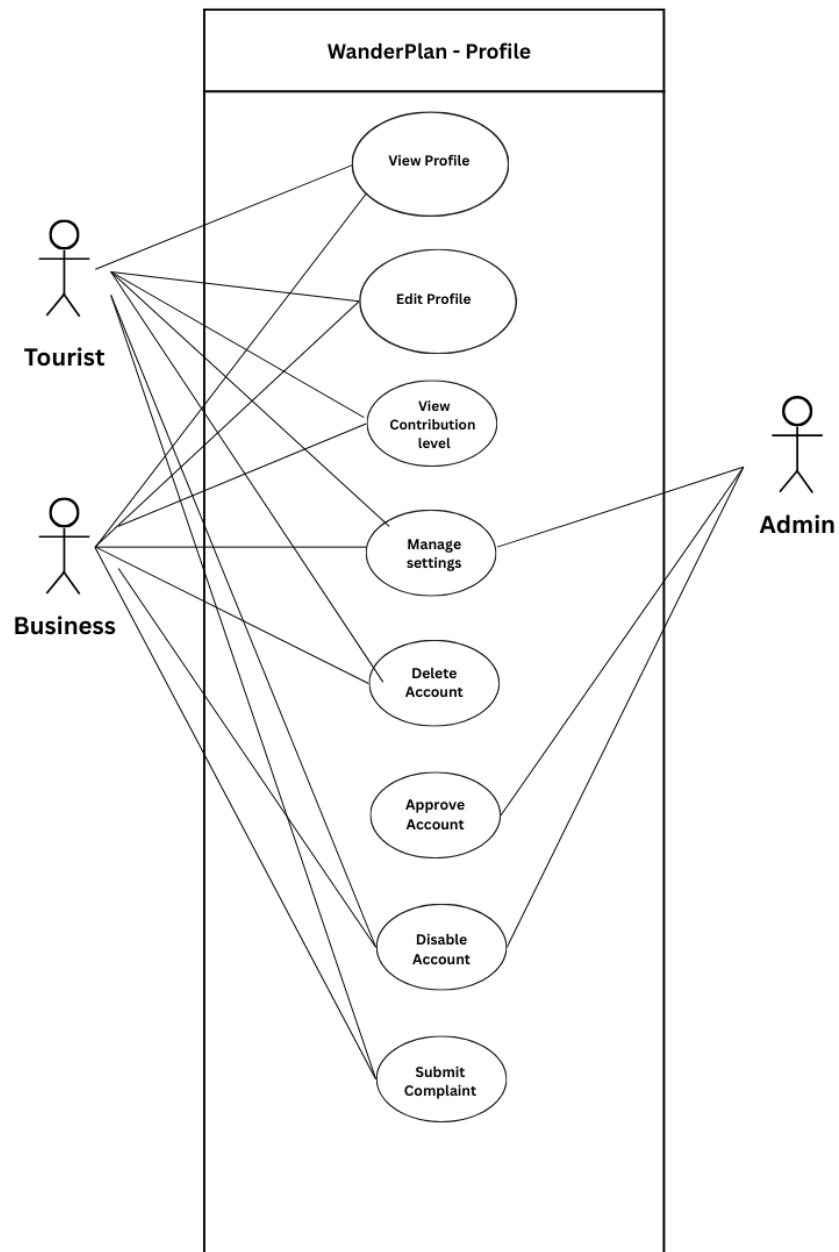 WanderPlan - Profile
View Profile
Edit Profile
Tourist
View
Contribution
level
Admin
Manage
settings
Business
Delete
Account
Approve
Account
Disable
Account
Submit
Complaint